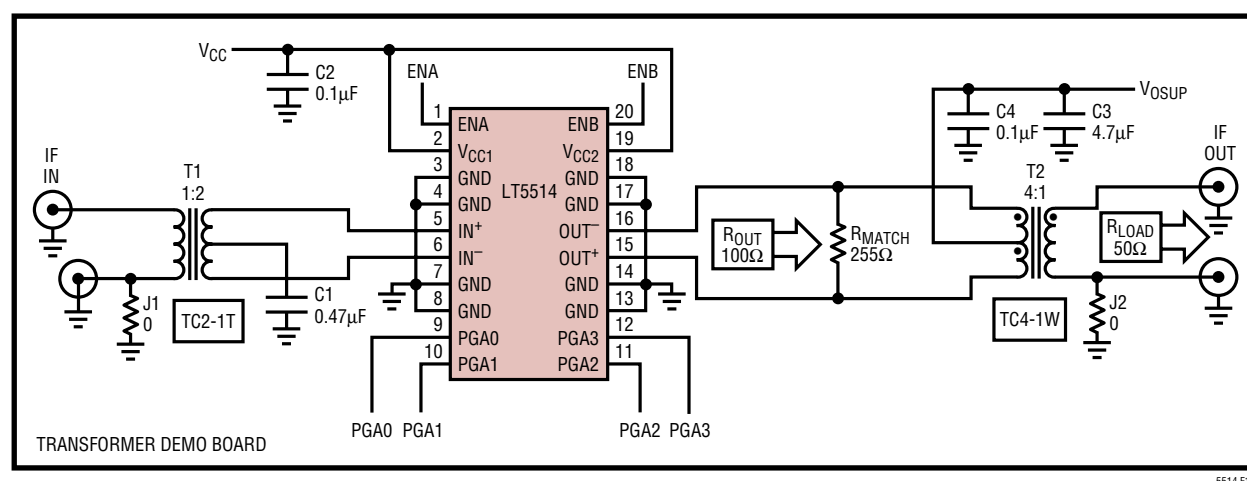 VCC
C2
0.1µF
ENA
ENB
1
2
3
4
5
6
7
8
9
10
ENA
VCC1
GND
GND
IN+
IN−
GND
GND
PGA0
PGA1
LT5514
ENB
VCC2
GND
GND
OUT−
OUT+
GND
GND
PGA3
PGA2
20
19
18
17
16
15
14
13
12
11
IF
IN
T1
1:2
J1
0
TC2-1T
C1
0.47µF
PGA0 PGA1
PGA2 PGA3
ROUT
100Ω
RMATCH
255Ω
VOSUP
C4
0.1µF
C3
4.7µF
T2
4:1
IF
OUT
RLOAD
50Ω
TC4-1W
J2
0
TRANSFORMER DEMO BOARD